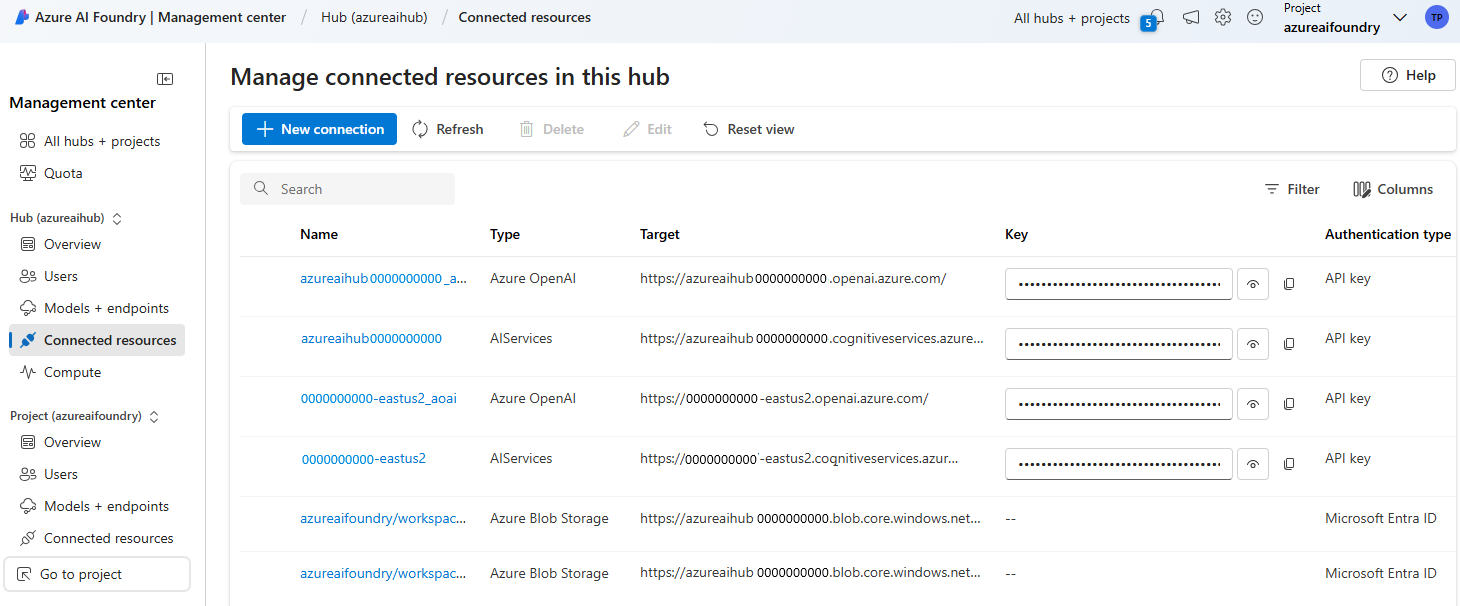 Azure AI Foundry | Management center / Hub (azureaihub) / Connected resources
All hubs + projects
5
Project
azureaifoundry
TP
Management center
All hubs + projects
Quota
Hub (azureaihub)
Overview
Users
Models + endpoints
Connected resources
Compute
Project (azureaifoundry)
Overview
Users
Models + endpoints
Connected resources
Go to project
Manage connected resources in this hub
Help
New connection Refresh Delete Edit Reset view
Search
Filter Columns
Name Type Target Key Authentication type
azureaihub0000000000_a... Azure OpenAI https://azureaihub0000000000.openai.azure.com/ API key
azureaihub0000000000 AIServices https://azureaihub0000000000.cognitiveservices.azure... API key
0000000000-eastus2_aoai Azure OpenAI https://0000000000-eastus2.openai.azure.com/ API key
0000000000-eastus2 AIServices https://0000000000-eastus2.cognitiveservices.azur... API key
azureaifoundry/workspac... Azure Blob Storage https://azureaihub0000000000.blob.core.windows.net... -- Microsoft Entra ID
azureaifoundry/workspac... Azure Blob Storage https://azureaihub0000000000.blob.core.windows.net... -- Microsoft Entra ID